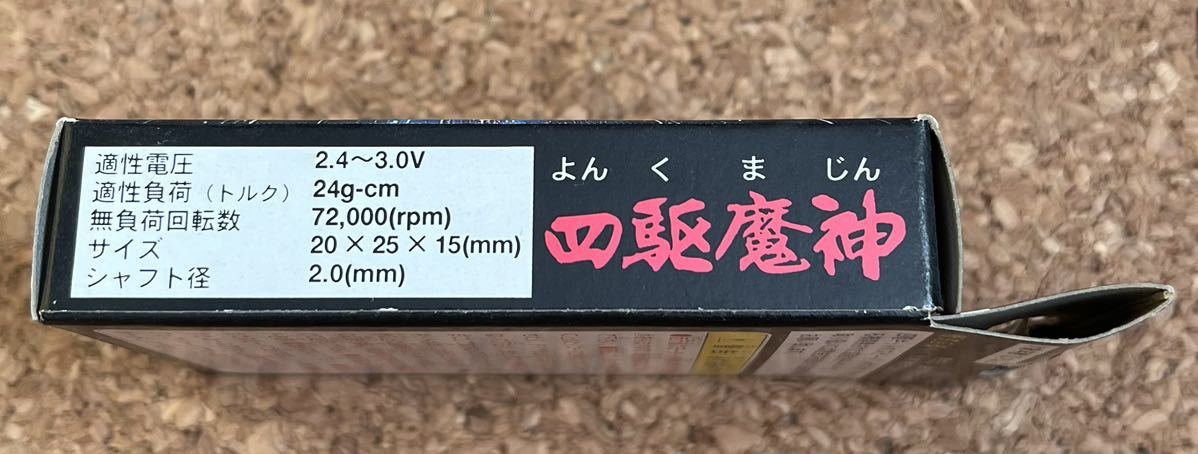 適性電圧 2.4～3.0V
適性負荷（トルク） 24g-cm
無負荷回転数 72,000(rpm)
サイズ 20×25×15(mm)
シャフト径 2.0(mm)
よんくまじん
四駆魔神